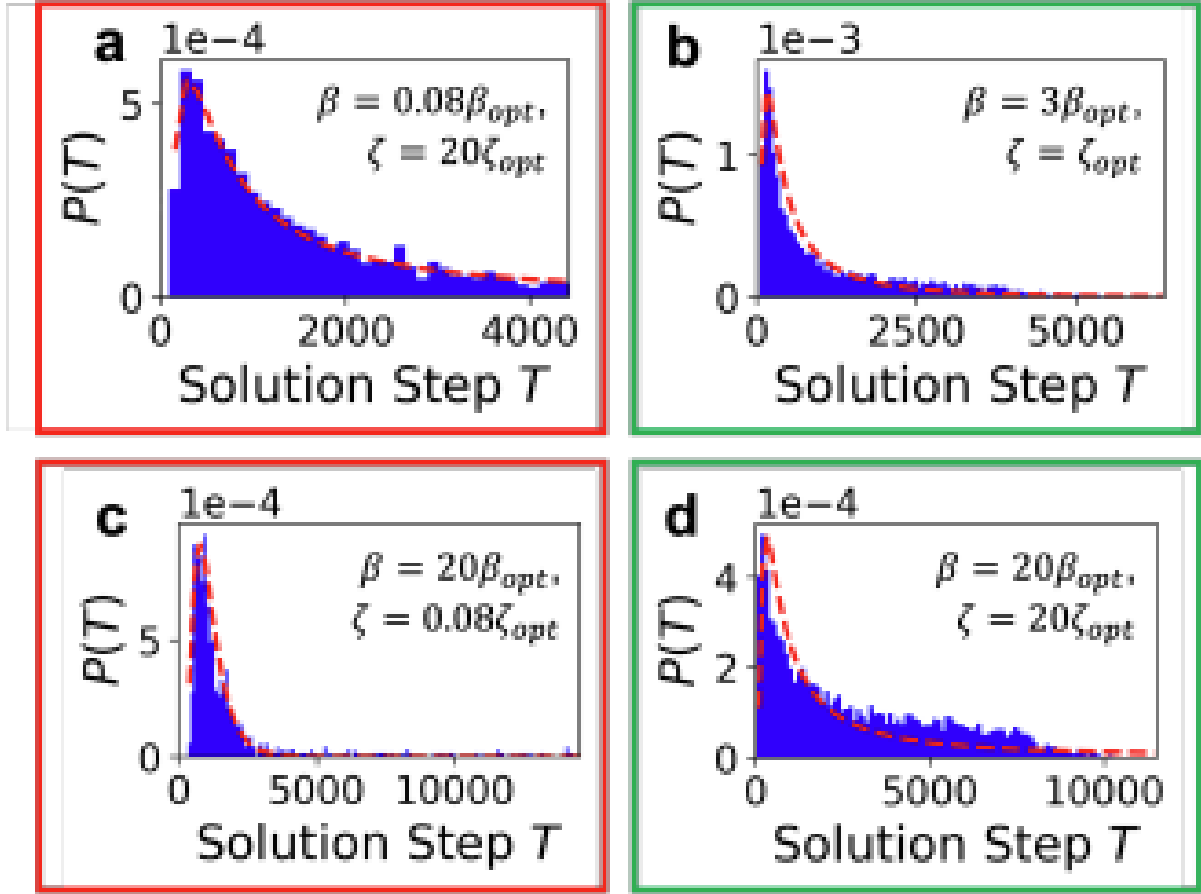 a
1e−4
β = 0.08β_opt,
ζ = 20ζ_opt
P(T)
5
0
0 2000 4000
Solution Step T
b
1e−3
β = 3β_opt,
ζ = ζ_opt
P(T)
1
0
0 2500 5000
Solution Step T
c
1e−4
β = 20β_opt,
ζ = 0.08ζ_opt
P(T)
5
0
0 5000 10000
Solution Step T
d
1e−4
β = 20β_opt,
ζ = 20ζ_opt
P(T)
4
2
0
0 5000 10000
Solution Step T